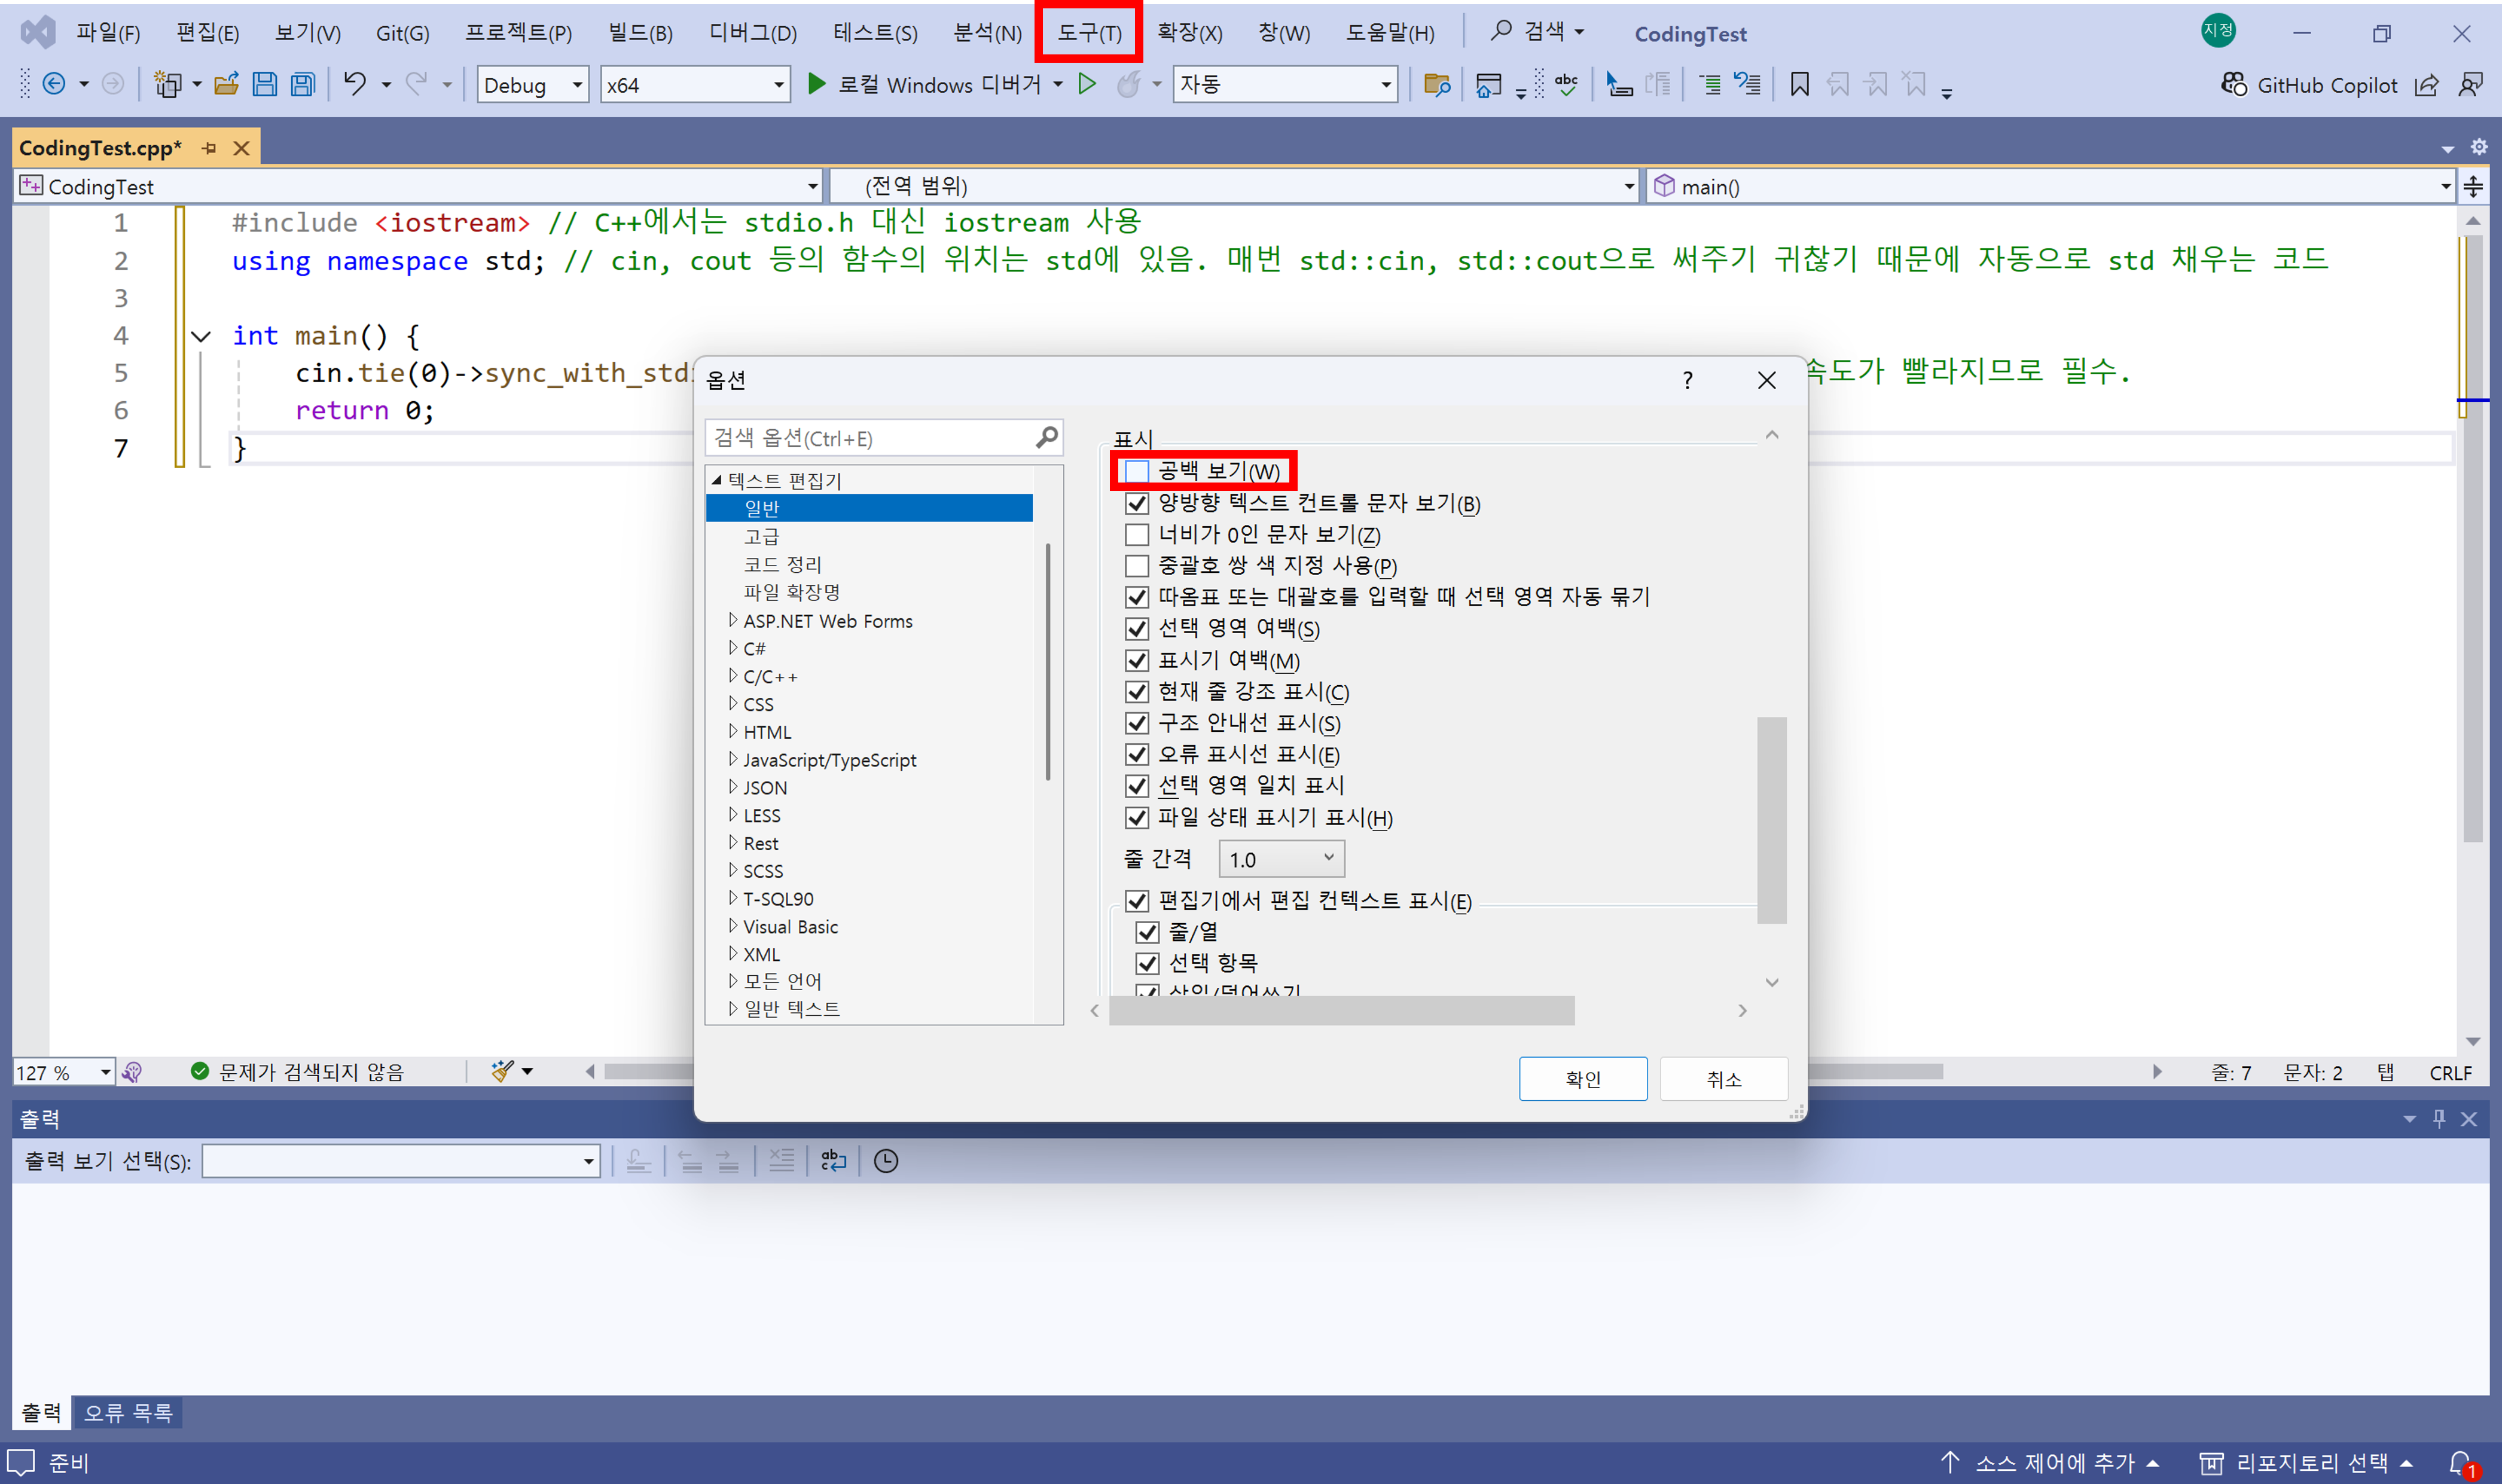 파일(F) 편집(E) 보기(V) Git(G) 프로젝트(P) 빌드(B) 디버그(D) 테스트(S) 분석(N) 도구(T) 확장(X) 창(W) 도움말(H) 검색 CodingTest 지정
Debug x64 로컬 Windows 디버거 자동 abc GitHub Copilot
CodingTest.cpp*
CodingTest (전역 범위) main()
1 #include <iostream> // C++에서는 stdio.h 대신 iostream 사용
2 using namespace std; // cin, cout 등의 함수의 위치는 std에 있음. 매번 std::cin, std::cout으로 써주기 귀찮기 때문에 자동으로 std 채우는 코드
3
4 int main() {
5 cin.tie(0)->sync_with_std 속도가 빨라지므로 필수.
6 return 0;
7 }
옵션 ?
검색 옵션(Ctrl+E)
텍스트 편집기
일반
고급
코드 정리
파일 확장명
ASP.NET Web Forms
C#
C/C++
CSS
HTML
JavaScript/TypeScript
JSON
LESS
Rest
SCSS
T-SQL90
Visual Basic
XML
모든 언어
일반 텍스트
표시
공백 보기(W)
양방향 텍스트 컨트롤 문자 보기(B)
너비가 0인 문자 보기(Z)
중괄호 쌍 색 지정 사용(P)
따옴표 또는 대괄호를 입력할 때 선택 영역 자동 묶기
선택 영역 여백(S)
표시기 여백(M)
현재 줄 강조 표시(C)
구조 안내선 표시(S)
오류 표시선 표시(E)
선택 영역 일치 표시
파일 상태 표시기 표시(H)
줄 간격 1.0
편집기에서 편집 컨텍스트 표시(E)
줄/열
선택 항목
삽입/덮어쓰기
확인 취소
127 % 문제가 검색되지 않음 줄: 7 문자: 2 탭 CRLF
출력
출력 보기 선택(S):
출력 오류 목록
준비 소스 제어에 추가 리포지토리 선택 1